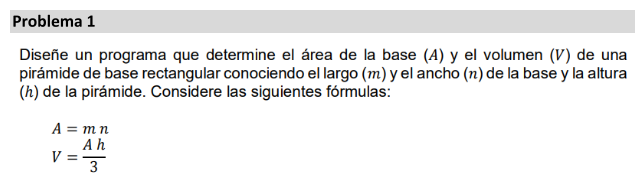 Problema 1
Diseñe un programa que determine el área de la base (A) y el volumen (V) de una
pirámide de base rectangular conociendo el largo (m) y el ancho (n) de la base y la altura
(h) de la pirámide. Considere las siguientes fórmulas:
A = m n
V = A h / 3